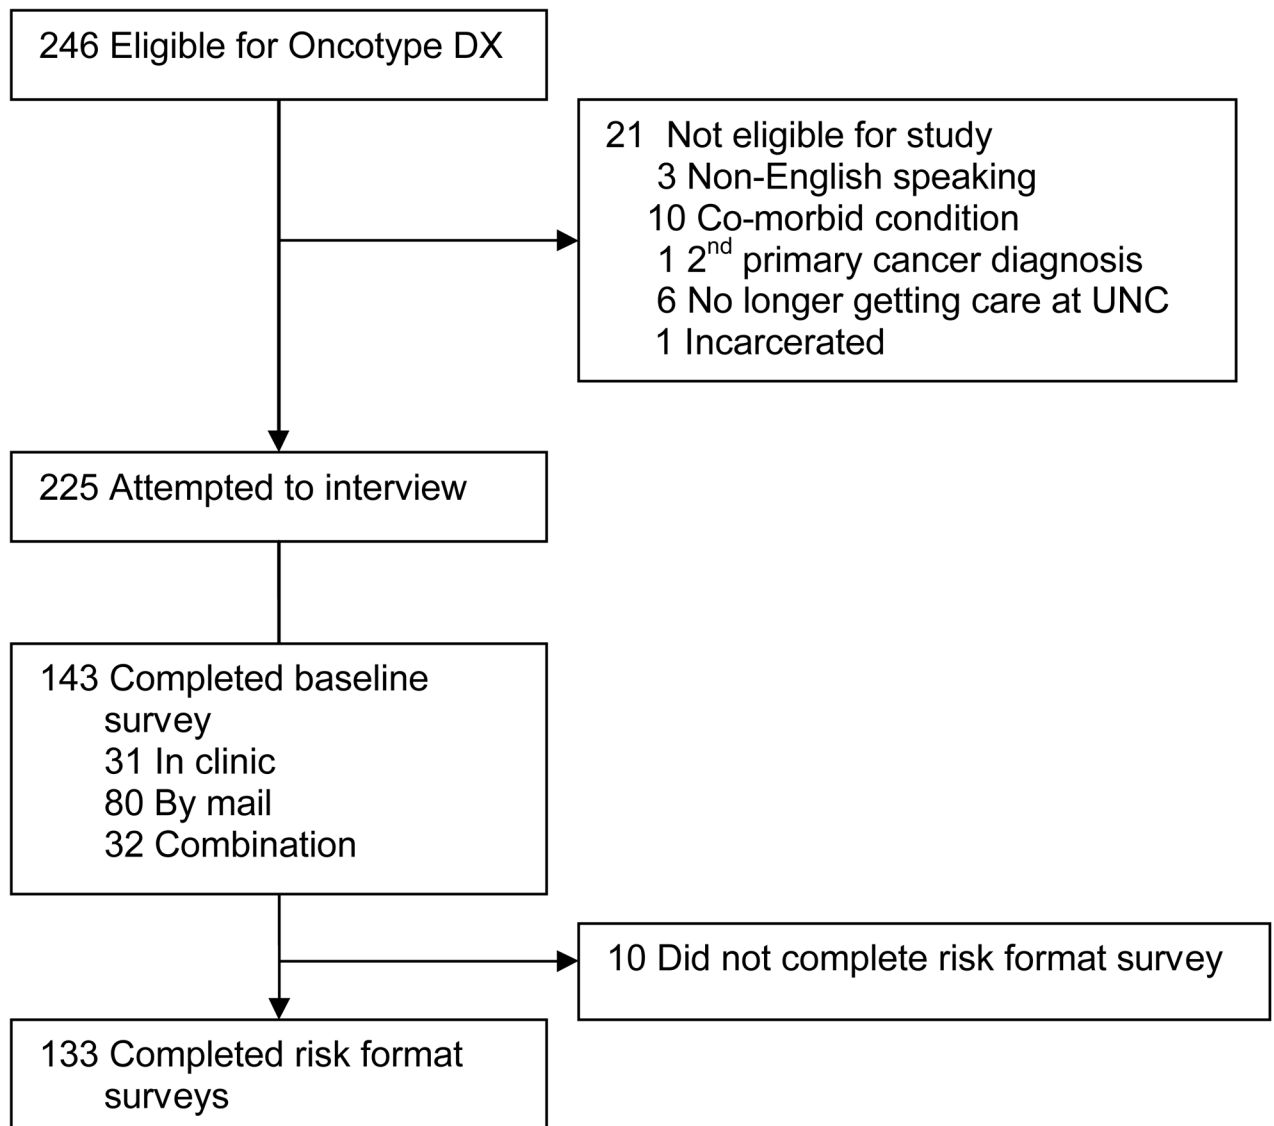 246 Eligible for Oncotype DX
21 Not eligible for study
3 Non-English speaking
10 Co-morbid condition
1 2nd primary cancer diagnosis
6 No longer getting care at UNC
1 Incarcerated
225 Attempted to interview
143 Completed baseline
survey
31 In clinic
80 By mail
32 Combination
10 Did not complete risk format survey
133 Completed risk format
surveys